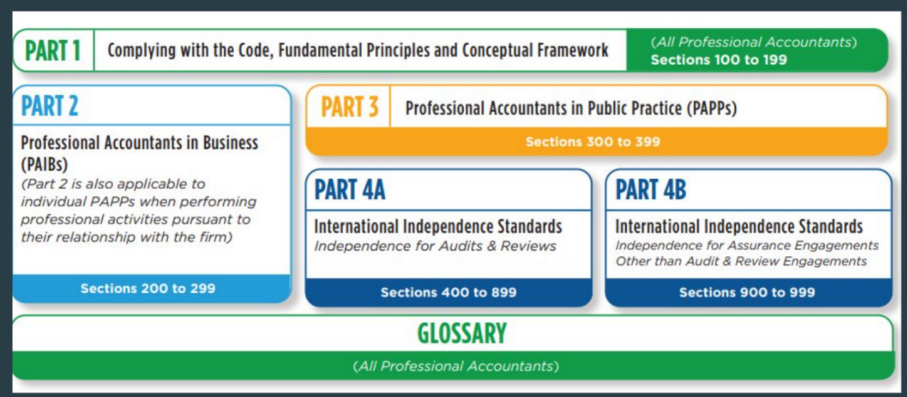 PART 1
Complying with the Code, Fundamental Principles and Conceptual Framework
(All Professional Accountants)
Sections 100 to 199
PART 2
Professional Accountants in Business
(PAIBs)
(Part 2 is also applicable to
individual PAPPs when performing
professional activities pursuant to
their relationship with the firm)
Sections 200 to 299
PART 3
Professional Accountants in Public Practice (PAPPs)
Sections 300 to 399
PART 4A
International Independence Standards
Independence for Audits & Reviews
Sections 400 to 899
PART 4B
International Independence Standards
Independence for Assurance Engagements
Other than Audit & Review Engagements
Sections 900 to 999
GLOSSARY
(All Professional Accountants)